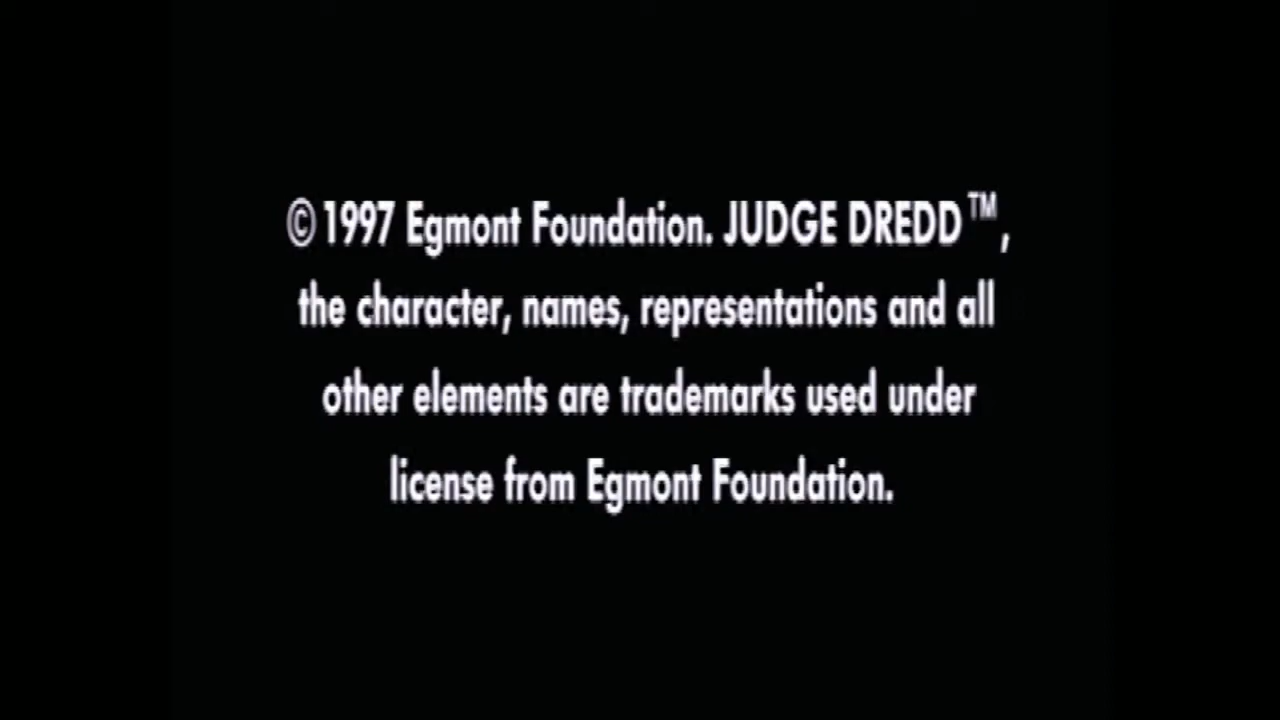 © 1997 Egmont Foundation. JUDGE DREDD™,
the character, names, representations and all
other elements are trademarks used under
license from Egmont Foundation.